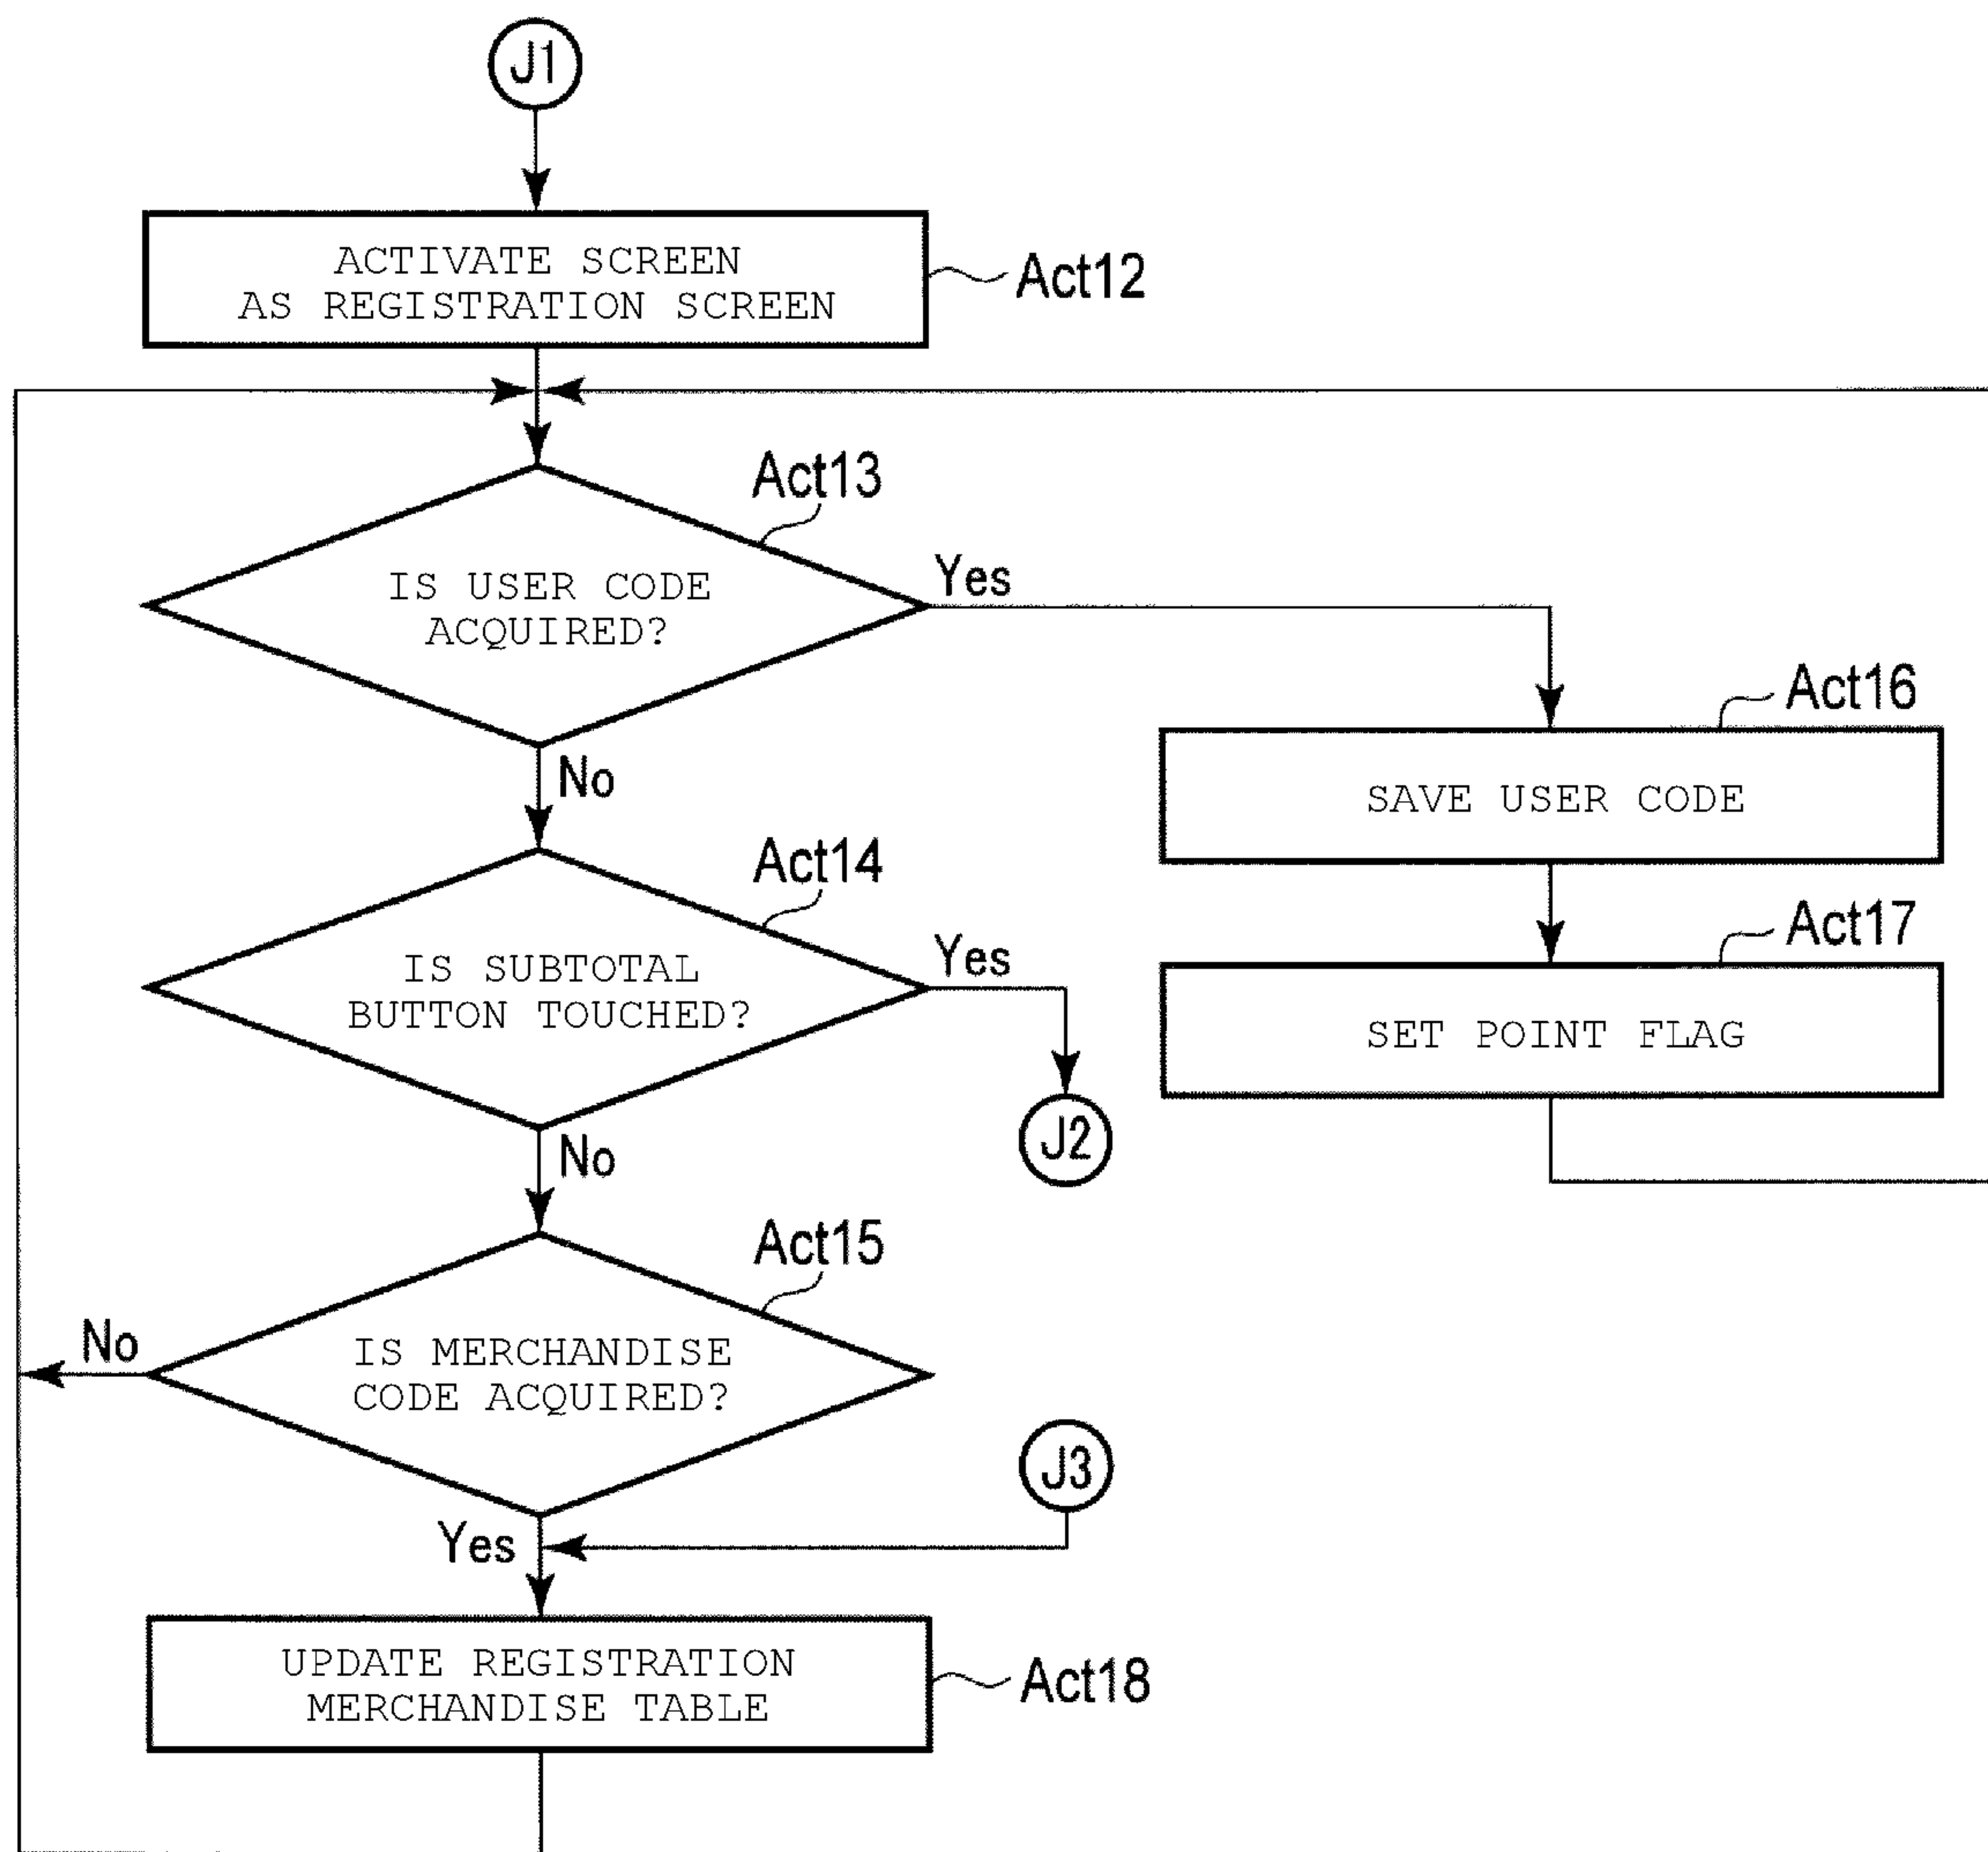 J1
ACTIVATE SCREEN
AS REGISTRATION SCREEN
Act12
Act13
IS USER CODE
ACQUIRED?
Yes
No
Act16
SAVE USER CODE
Act14
IS SUBTOTAL
BUTTON TOUCHED?
Yes
No
Act17
SET POINT FLAG
J2
Act15
IS MERCHANDISE
CODE ACQUIRED?
No
Yes
J3
UPDATE REGISTRATION
MERCHANDISE TABLE
Act18